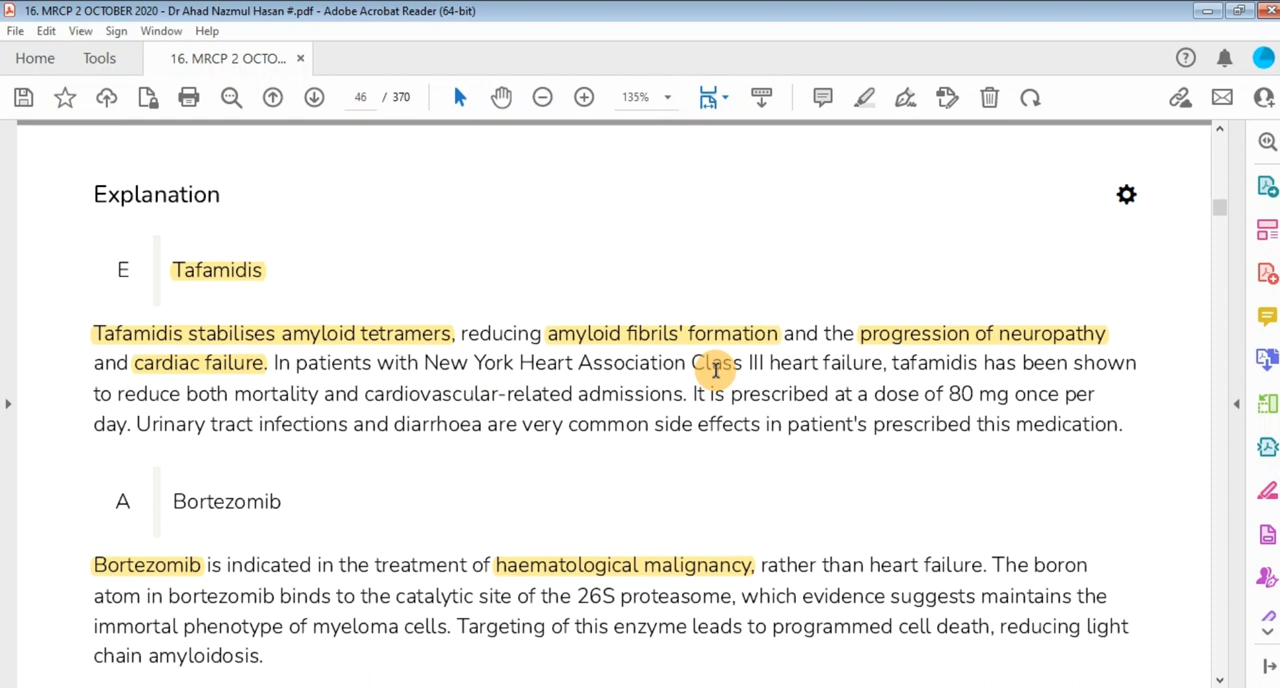 16. MRCP 2 OCTOBER 2020 - Dr Ahad Nazmul Hasan #.pdf - Adobe Acrobat Reader (64-bit)
File Edit View Sign Window Help
Home Tools 16. MRCP 2 OCTO... ×
46 / 370 135%
Explanation
E Tafamidis
Tafamidis stabilises amyloid tetramers, reducing amyloid fibrils' formation and the progression of neuropathy
and cardiac failure. In patients with New York Heart Association Class III heart failure, tafamidis has been shown
to reduce both mortality and cardiovascular-related admissions. It is prescribed at a dose of 80 mg once per
day. Urinary tract infections and diarrhoea are very common side effects in patient's prescribed this medication.
A Bortezomib
Bortezomib is indicated in the treatment of haematological malignancy, rather than heart failure. The boron
atom in bortezomib binds to the catalytic site of the 26S proteasome, which evidence suggests maintains the
immortal phenotype of myeloma cells. Targeting of this enzyme leads to programmed cell death, reducing light
chain amyloidosis.